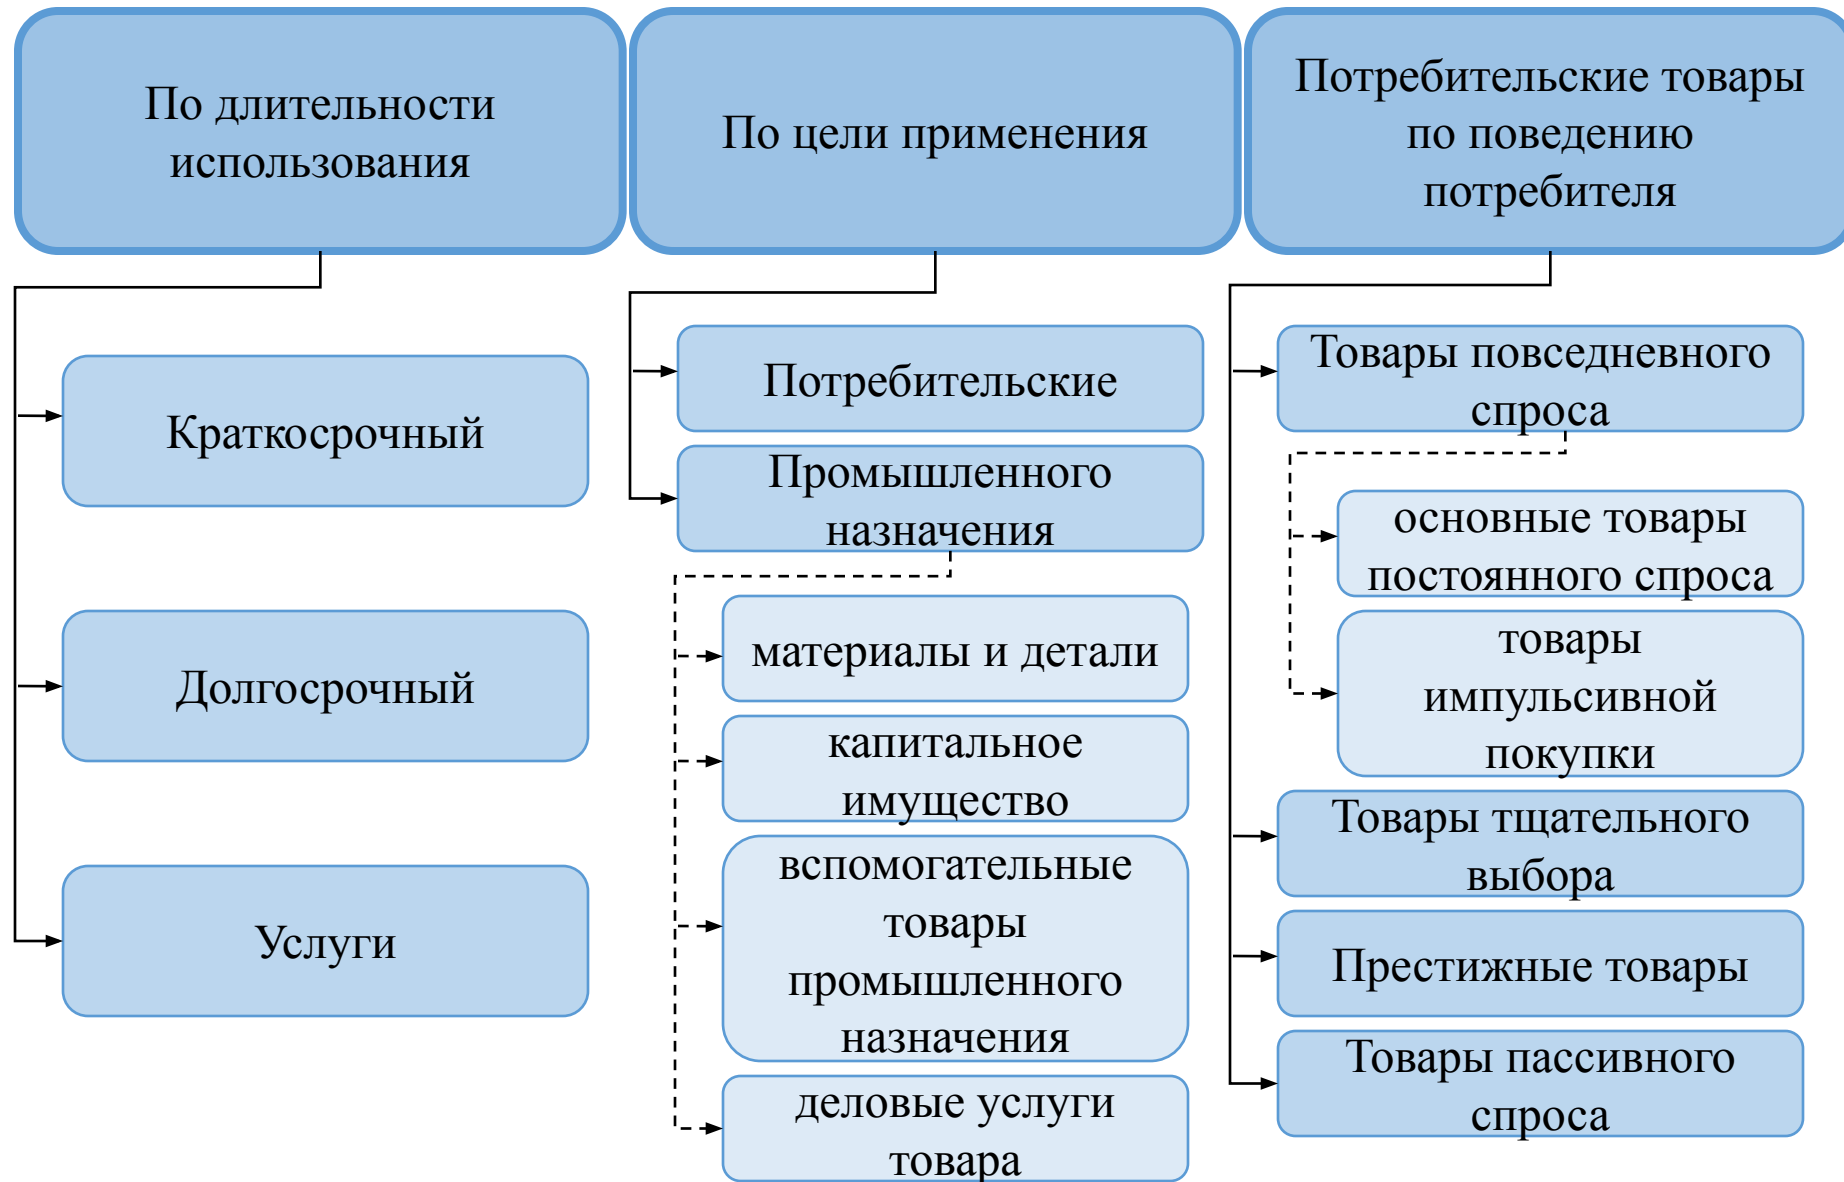 По длительности
использования
Краткосрочный
Долгосрочный
Услуги
По цели применения
Потребительские
Промышленного
назначения
материалы и детали
капитальное
имущество
вспомогательные
товары
промышленного
назначения
деловые услуги
товара
Потребительские товары
по поведению
потребителя
Товары повседневного
спроса
основные товары
постоянного спроса
товары
импульсивной
покупки
Товары тщательного
выбора
Престижные товары
Товары пассивного
спроса